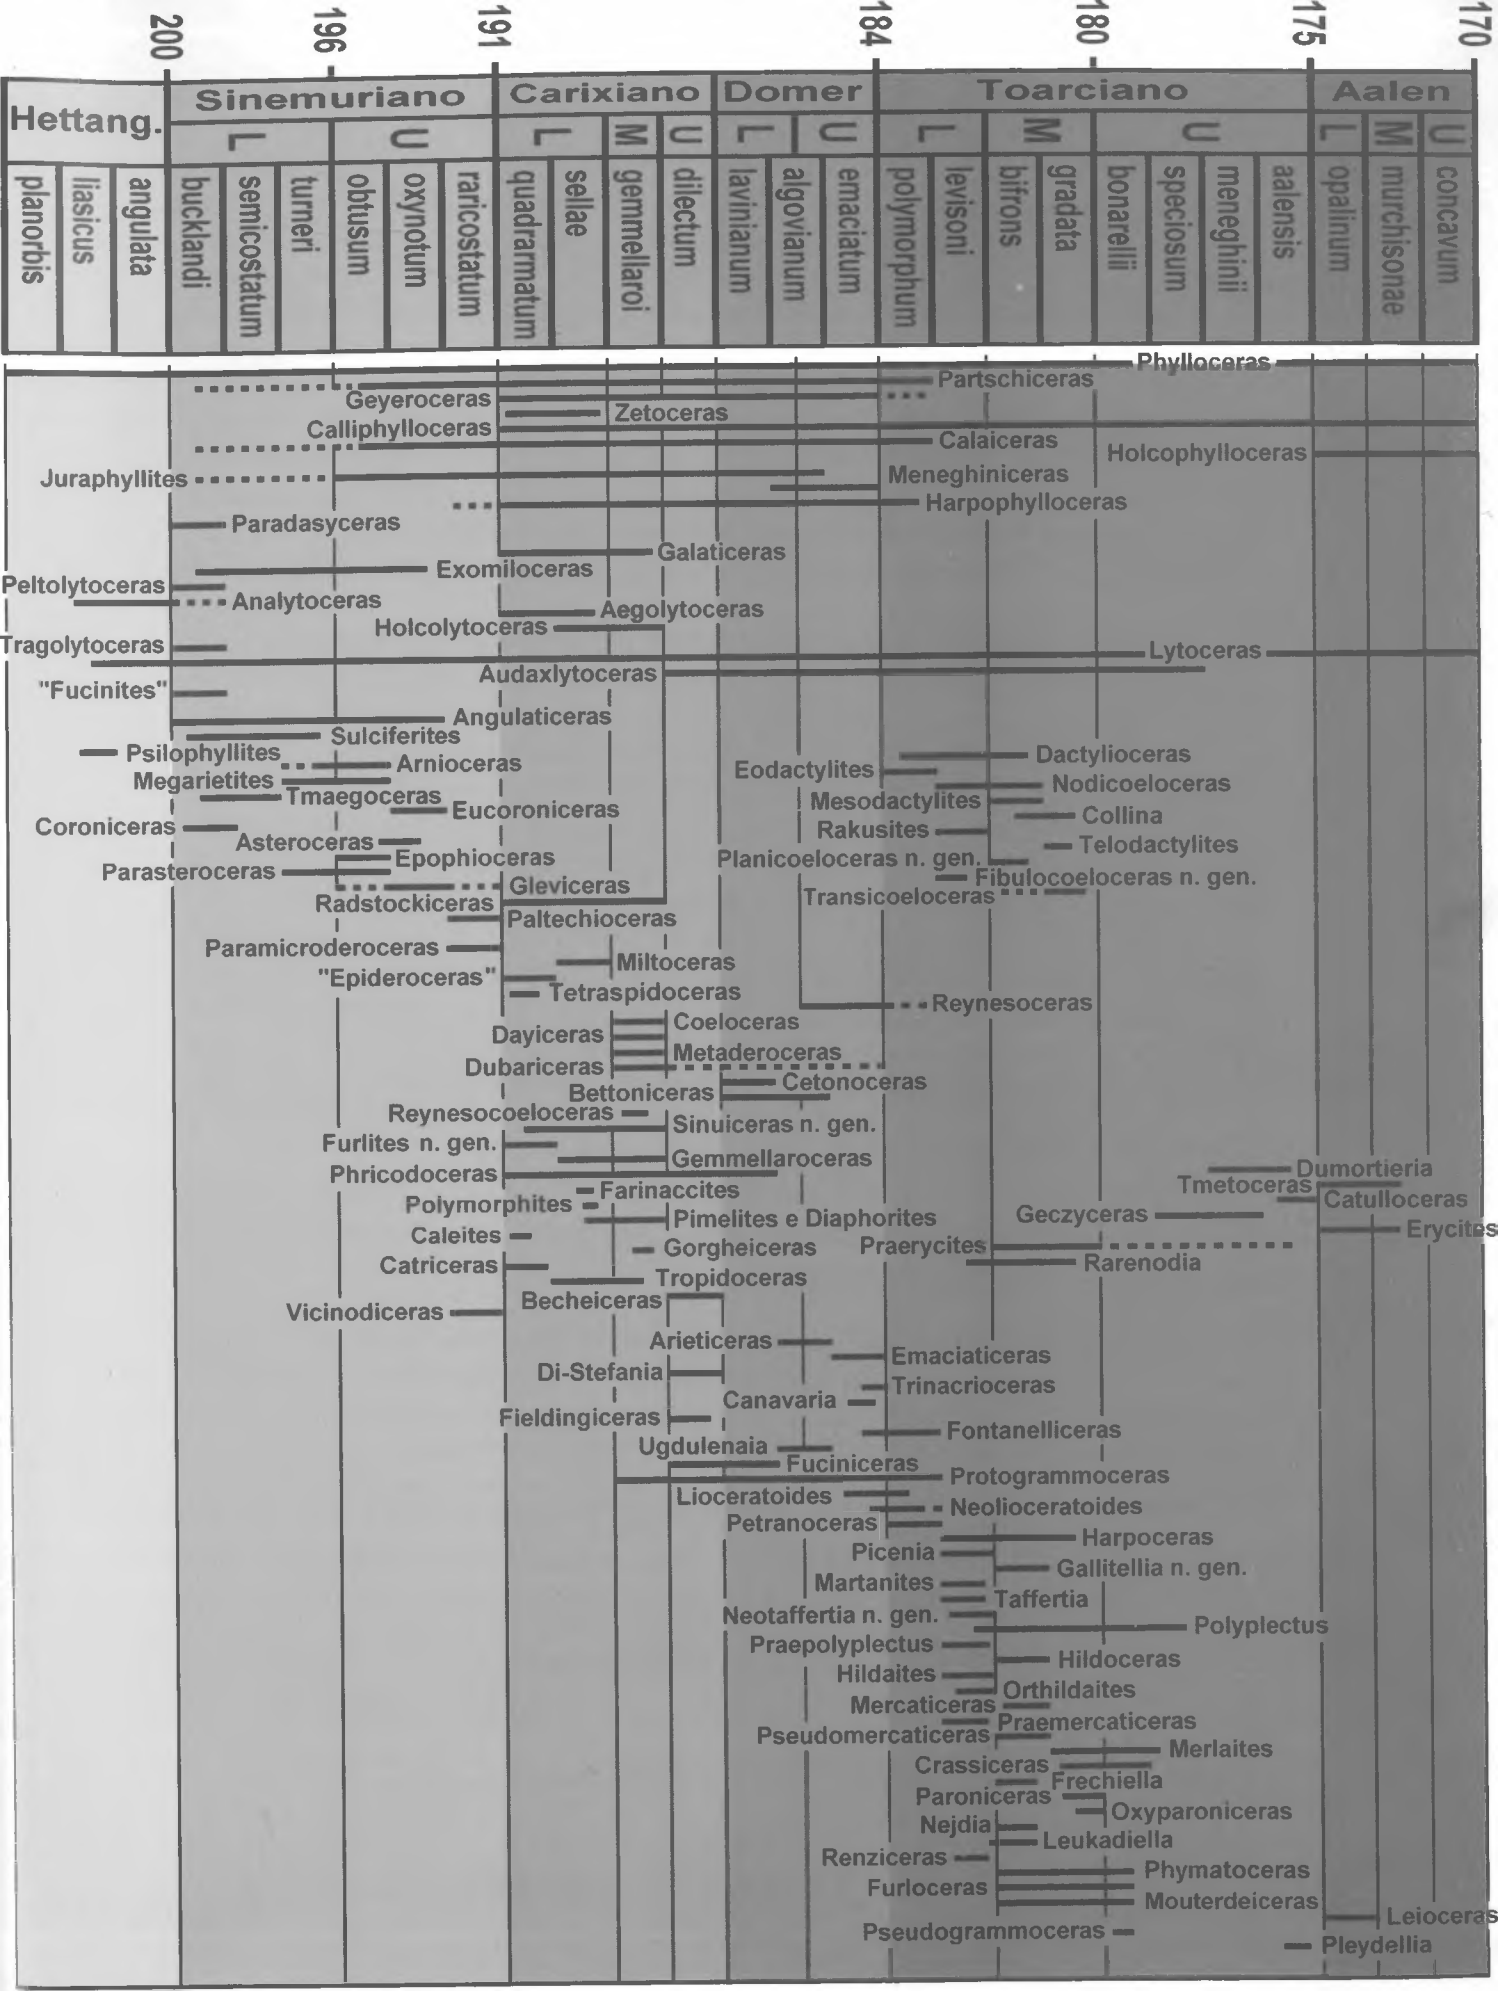 200 196 191 184 180 175 170
Hettang. Sinemuriano Carixiano Domer Toarciano Aalen
L U L M U L U L M U L M U
planorbis liasicus angulata bucklandi semicostatum turneri obtusum oxynotum raricostatum quadrarmatum sellae gemmellaroi dilectum lavinianum algovianum emaciatum polymorphum levisoni bifrons gradata bonarellii speciosum meneghinii aalensis opalinum murchisonae concavum
Phylloceras
Partschiceras
Geyeroceras
Zetoceras
Calliphylloceras
Calaiceras
Holcophylloceras
Juraphyllites
Meneghiniceras
Harpophylloceras
Paradasyceras
Galaticeras
Exomiloceras
Peltolytoceras
Analytoceras
Aegolytoceras
Holcolytoceras
Tragolytoceras
Lytoceras
Audaxlytoceras
"Fucinites"
Angulaticeras
Sulciferites
Psilophyllites
Dactylioceras
Arnioceras
Eodactylites
Megarietites
Nodicoeloceras
Tmaegoceras
Mesodactylites
Eucoroniceras
Collina
Coroniceras
Rakusites
Asteroceras
Telodactylites
Epophioceras
Planicoeloceras n. gen.
Parasteroceras
Fibulocoeloceras n. gen.
Gleviceras
Transicoeloceras
Radstockiceras
Paltechioceras
Paramicroderoceras
Miltoceras
"Epideroceras"
Tetraspidoceras
Reynesoceras
Coeloceras
Dayiceras
Metaderoceras
Dubariceras
Cetonoceras
Bettoniceras
Reynesocoeloceras
Sinuiceras n. gen.
Furlites n. gen.
Gemmellaroceras
Phricodoceras
Dumortieria
Tmetoceras
Farinaccites
Catulloceras
Polymorphites
Geczyceras
Pimelites e Diaphorites
Erycites
Caleites
Gorgheiceras
Praerycites
Catriceras
Rarenodia
Tropidoceras
Becheiceras
Vicinodiceras
Arieticeras
Emaciaticeras
Di-Stefania
Trinacrioceras
Canavaria
Fieldingiceras
Fontanelliceras
Ugdulenaia
Fuciniceras
Protogrammoceras
Lioceratoides
Neolioceratoides
Petranoceras
Harpoceras
Picenia
Gallitellia n. gen.
Martanites
Taffertia
Neotaffertia n. gen.
Polyplectus
Praepolyplectus
Hildoceras
Hildaites
Orthildaites
Mercaticeras
Praemercaticeras
Pseudomercaticeras
Merlaites
Crassiceras
Frechiella
Paroniceras
Oxyparoniceras
Nejdia
Leukadiella
Renziceras
Phymatoceras
Furloceras
Mouterdeiceras
Leioceras
Pseudogrammoceras
Pleydellia